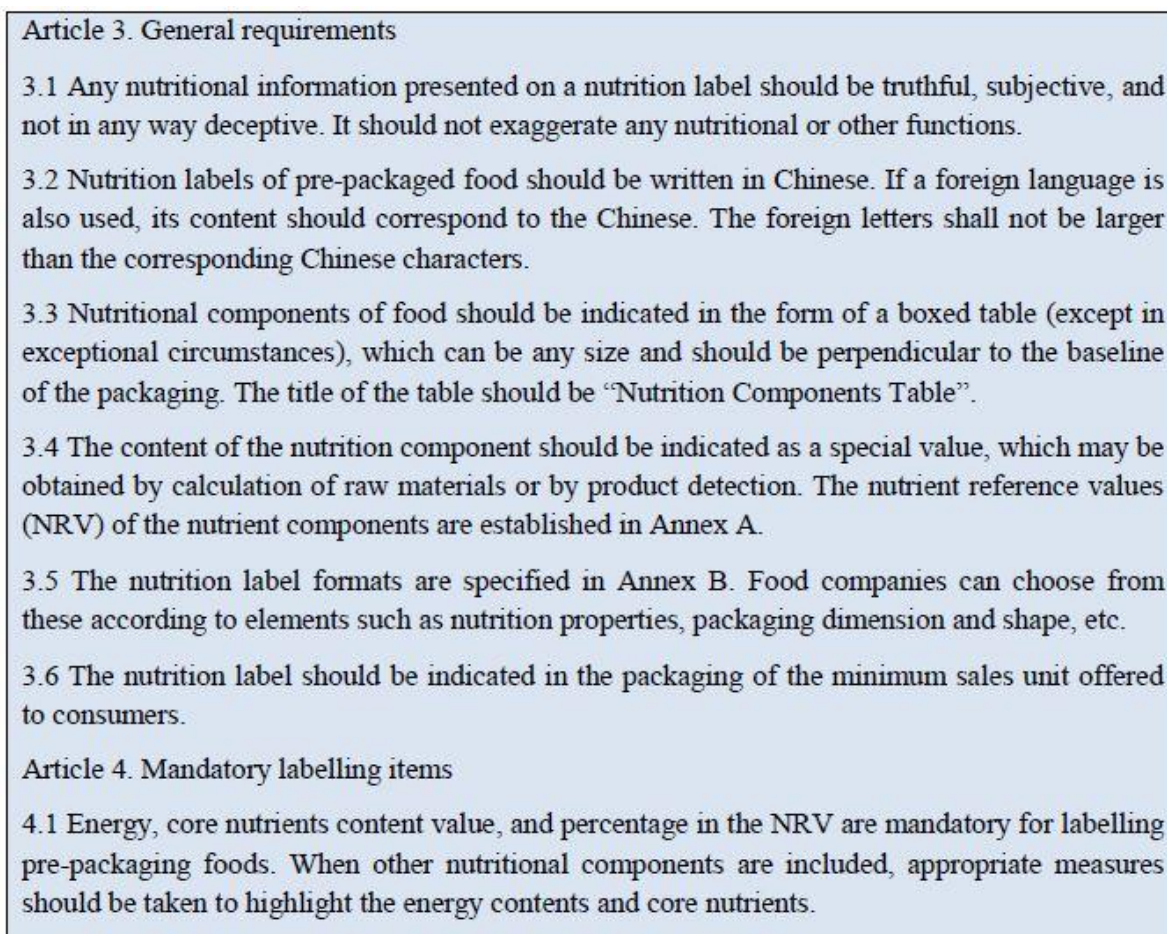 Article 3. General requirements
3.1 Any nutritional information presented on a nutrition label should be truthful, subjective, and
not in any way deceptive. It should not exaggerate any nutritional or other functions.
3.2 Nutrition labels of pre-packaged food should be written in Chinese. If a foreign language is
also used, its content should correspond to the Chinese. The foreign letters shall not be larger
than the corresponding Chinese characters.
3.3 Nutritional components of food should be indicated in the form of a boxed table (except in
exceptional circumstances), which can be any size and should be perpendicular to the baseline
of the packaging. The title of the table should be “Nutrition Components Table”.
3.4 The content of the nutrition component should be indicated as a special value, which may be
obtained by calculation of raw materials or by product detection. The nutrient reference values
(NRV) of the nutrient components are established in Annex A.
3.5 The nutrition label formats are specified in Annex B. Food companies can choose from
these according to elements such as nutrition properties, packaging dimension and shape, etc.
3.6 The nutrition label should be indicated in the packaging of the minimum sales unit offered
to consumers.
Article 4. Mandatory labelling items
4.1 Energy, core nutrients content value, and percentage in the NRV are mandatory for labelling
pre-packaging foods. When other nutritional components are included, appropriate measures
should be taken to highlight the energy contents and core nutrients.